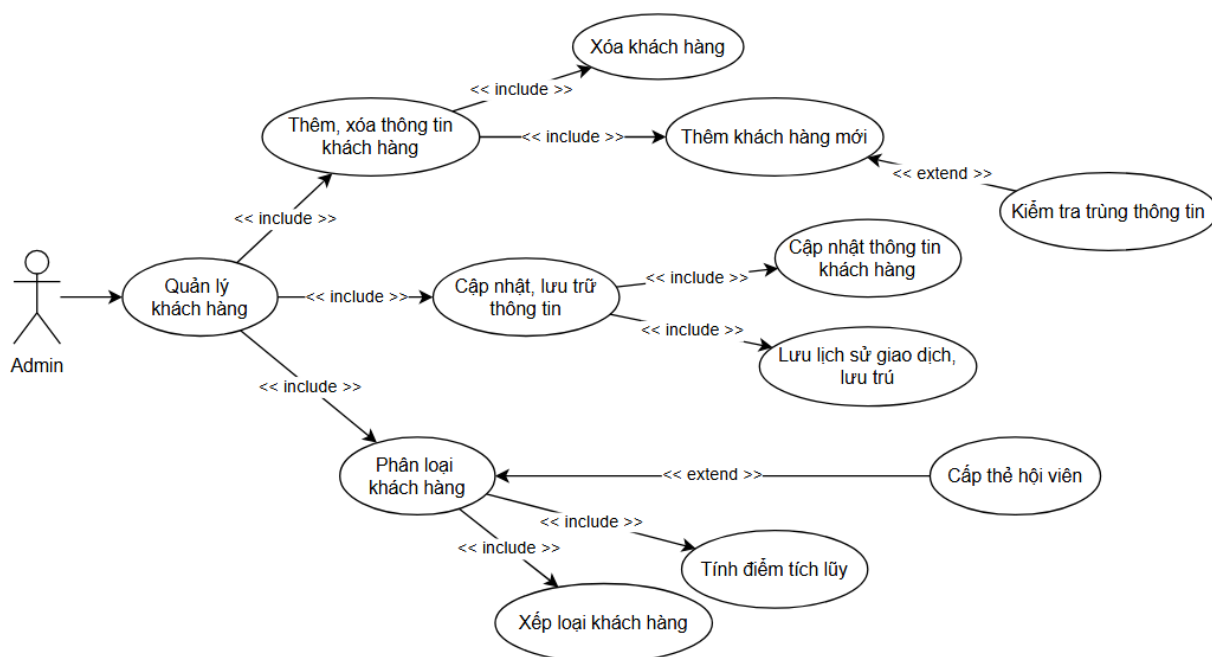 Xóa khách hàng
<< include >>
Thêm, xóa thông tin
khách hàng
<< include >>
Thêm khách hàng mới
<< extend >>
Kiểm tra trùng thông tin
<< include >>
Cập nhật thông tin
khách hàng
<< include >>
Admin
Quản lý
khách hàng
<< include >>
Cập nhật, lưu trữ
thông tin
<< include >>
Lưu lịch sử giao dịch,
lưu trú
<< include >>
Phân loại
khách hàng
<< extend >>
Cấp thẻ hội viên
<< include >>
<< include >>
Tính điểm tích lũy
Xếp loại khách hàng